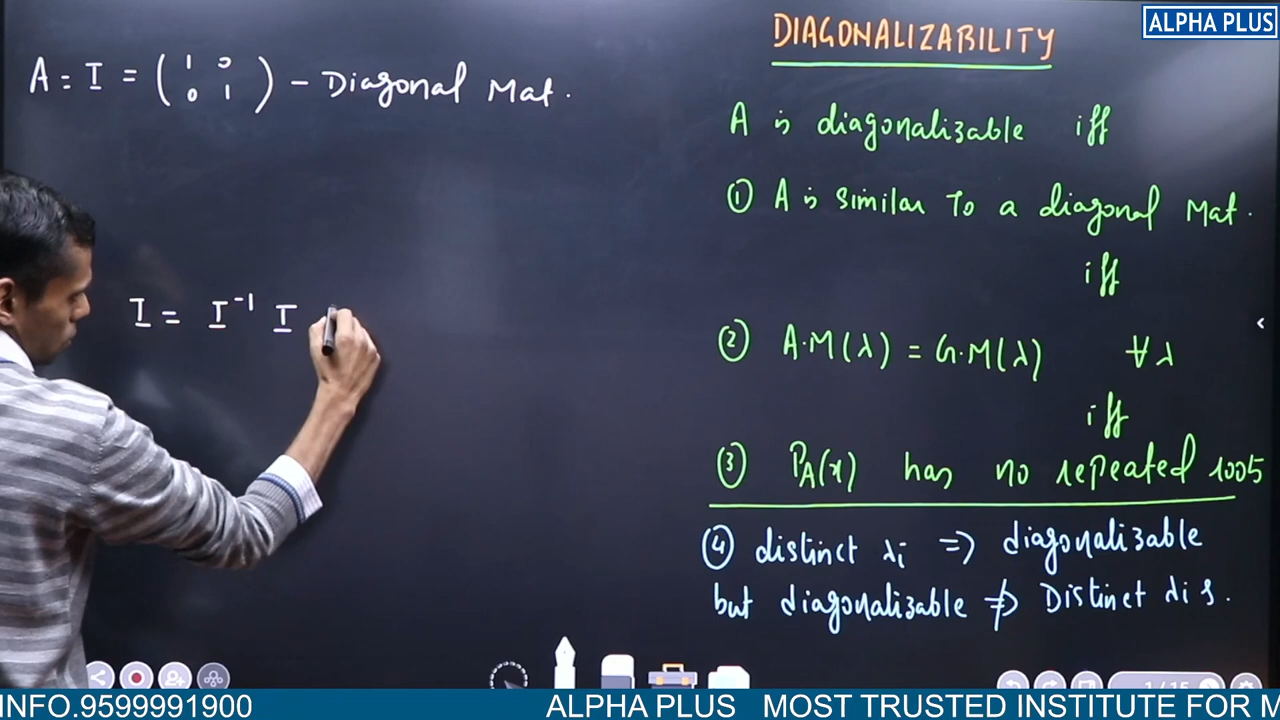 ALPHA PLUS
A = I = ( 1 0
0 1 ) - Diagonal Mat.
I = I⁻¹ I
DIAGONALIZABILITY
A is diagonalizable iff
① A is similar to a diagonal Mat.
iff
② A.M(λ) = G.M(λ) ∀ λ
iff
③ P_A(x) has no repeated roots
④ distinct λi => diagonalizable
but diagonalizable ≠> Distinct λi s.
1/15
INFO.9599991900 ALPHA PLUS MOST TRUSTED INSTITUTE FOR M